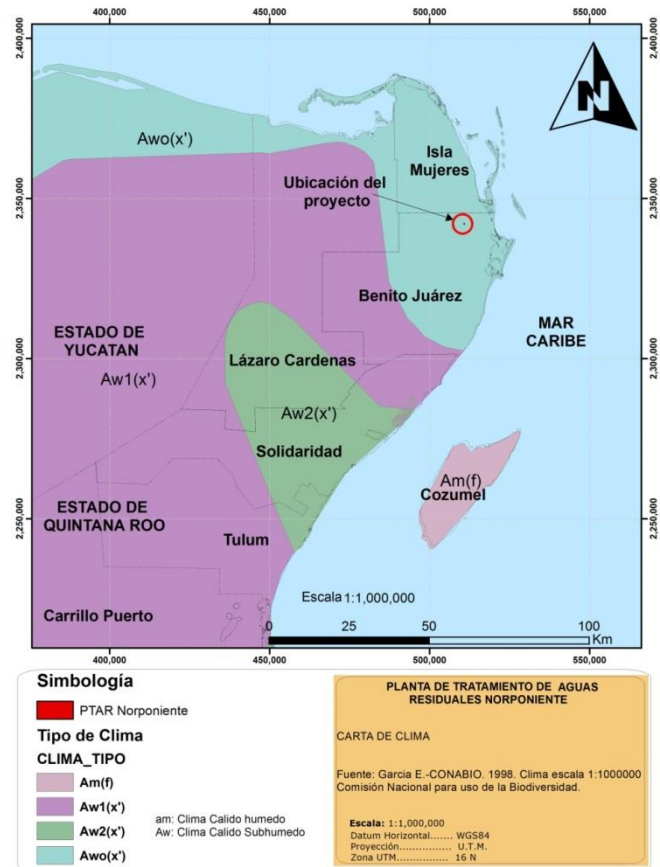 400,000 450,000 500,000 550,000
2,400,000 2,400,000
Awo(x')
Isla
Mujeres
N
Ubicación del
proyecto
2,350,000 2,350,000
Benito Juárez
ESTADO DE
YUCATAN
MAR
CARIBE
2,300,000 2,300,000
Lázaro Cardenas
Aw1(x')
Aw2(x')
Solidaridad
Am(f)
Cozumel
ESTADO DE
QUINTANA ROO
2,250,000 2,250,000
Tulum
Escala 1:1,000,000
Carrillo Puerto
0 25 50 100
Km
400,000 450,000 500,000 550,000
Simbología
PTAR Norponiente
Tipo de Clima
CLIMA_TIPO
Am(f)
Aw1(x')
Aw2(x')
Awo(x')
am: Clima Calido humedo
Aw: Clima Calido Subhumedo
PLANTA DE TRATAMIENTO DE AGUAS
RESIDUALES NORPONIENTE
CARTA DE CLIMA
Fuente: Garcia E.-CONABIO. 1998. Clima escala 1:1000000
Comisión Nacional para uso de la Biodiversidad.
Escala: 1:1,000,000
Datum Horizontal....... WGS84
Proyección................ U.T.M.
Zona UTM............... 16 N